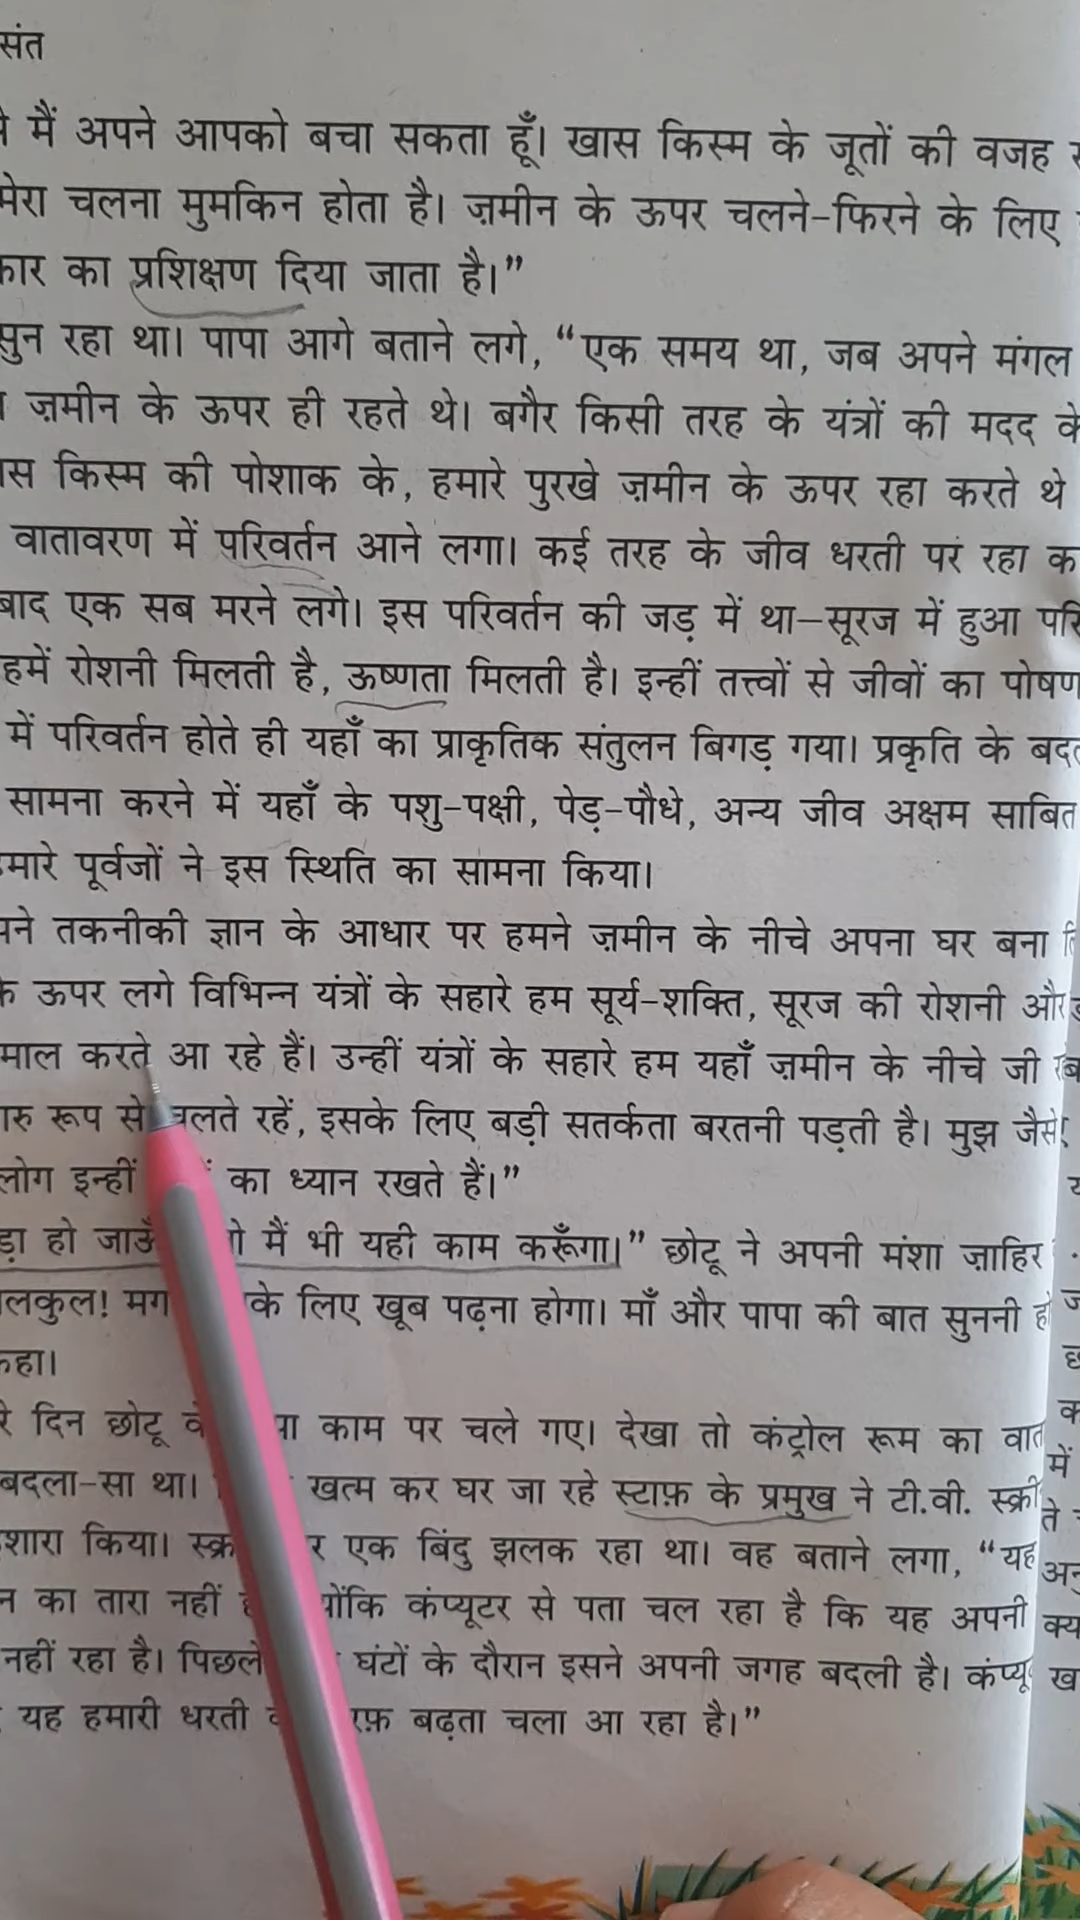 संत
मैं अपने आपको बचा सकता हूँ। खास किस्म के जूतों की वजह
मेरा चलना मुमकिन होता है। ज़मीन के ऊपर चलने-फिरने के लिए
का प्रशिक्षण दिया जाता है।”
सुन रहा था। पापा आगे बताने लगे, “एक समय था, जब अपने मंगल
ज़मीन के ऊपर ही रहते थे। बगैर किसी तरह के यंत्रों की मदद के
किस्म की पोशाक के, हमारे पुरखे ज़मीन के ऊपर रहा करते थे
वातावरण में परिवर्तन आने लगा। कई तरह के जीव धरती पर रहा
बाद एक सब मरने लगे। इस परिवर्तन की जड़ में था–सूरज में हुआ
हमें रोशनी मिलती है, ऊष्णता मिलती है। इन्हीं तत्त्वों से जीवों का पोषण
में परिवर्तन होते ही यहाँ का प्राकृतिक संतुलन बिगड़ गया। प्रकृति के
सामना करने में यहाँ के पशु-पक्षी, पेड़-पौधे, अन्य जीव अक्षम साबित
पूर्वजों ने इस स्थिति का सामना किया।
तकनीकी ज्ञान के आधार पर हमने ज़मीन के नीचे अपना घर बना
ऊपर लगे विभिन्न यंत्रों के सहारे हम सूर्य-शक्ति, सूरज की रोशनी और
माल करते आ रहे हैं। उन्हीं यंत्रों के सहारे हम यहाँ ज़मीन के नीचे जी
रूप से चलते रहें, इसके लिए बड़ी सतर्कता बरतनी पड़ती है। मुझ जैसे
लोग इन्हीं का ध्यान रखते हैं।”
हो मैं भी यही काम करूँगा।” छोटू ने अपनी मंशा ज़ाहिर
के लिए खूब पढ़ना होगा। माँ और पापा की बात सुननी
दिन छोटू काम पर चले गए। देखा तो कंट्रोल रूम का
बदला-सा था। खत्म कर घर जा रहे स्टाफ़ के प्रमुख ने टी.वी.
किया। एक बिंदु झलक रहा था। वह बताने लगा, “यह
का तारा नहीं कंप्यूटर से पता चल रहा है कि यह अपनी
नहीं रहा है। पिछले घंटों के दौरान इसने अपनी जगह बदली है।
यह हमारी धरती बढ़ता चला आ रहा है।”